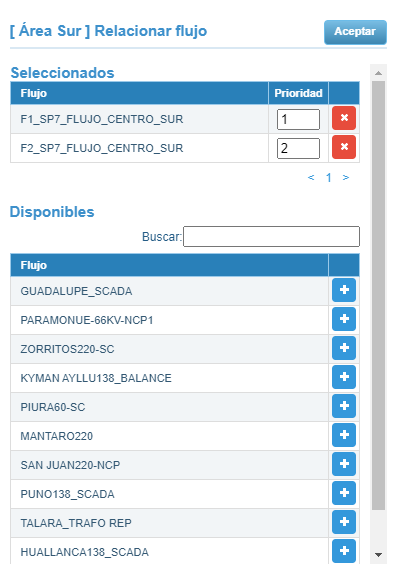 [ Área Sur ] Relacionar flujo
Aceptar
Seleccionados
Flujo Prioridad
F1_SP7_FLUJO_CENTRO_SUR 1
F2_SP7_FLUJO_CENTRO_SUR 2
< 1 >
Disponibles
Buscar:
Flujo
GUADALUPE_SCADA
PARAMONUE-66KV-NCP1
ZORRITOS220-SC
KYMAN AYLLU138_BALANCE
PIURA60-SC
MANTARO220
SAN JUAN220-NCP
PUNO138_SCADA
TALARA_TRAFO REP
HUALLANCA138_SCADA